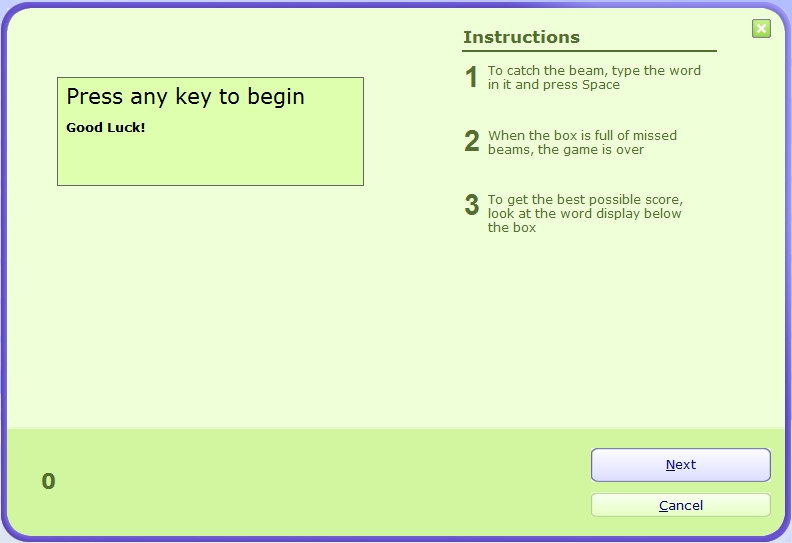 Press any key to begin
Good Luck!
Instructions
1 To catch the beam, type the word
in it and press Space
2 When the box is full of missed
beams, the game is over
3 To get the best possible score,
look at the word display below
the box
0
Next
Cancel